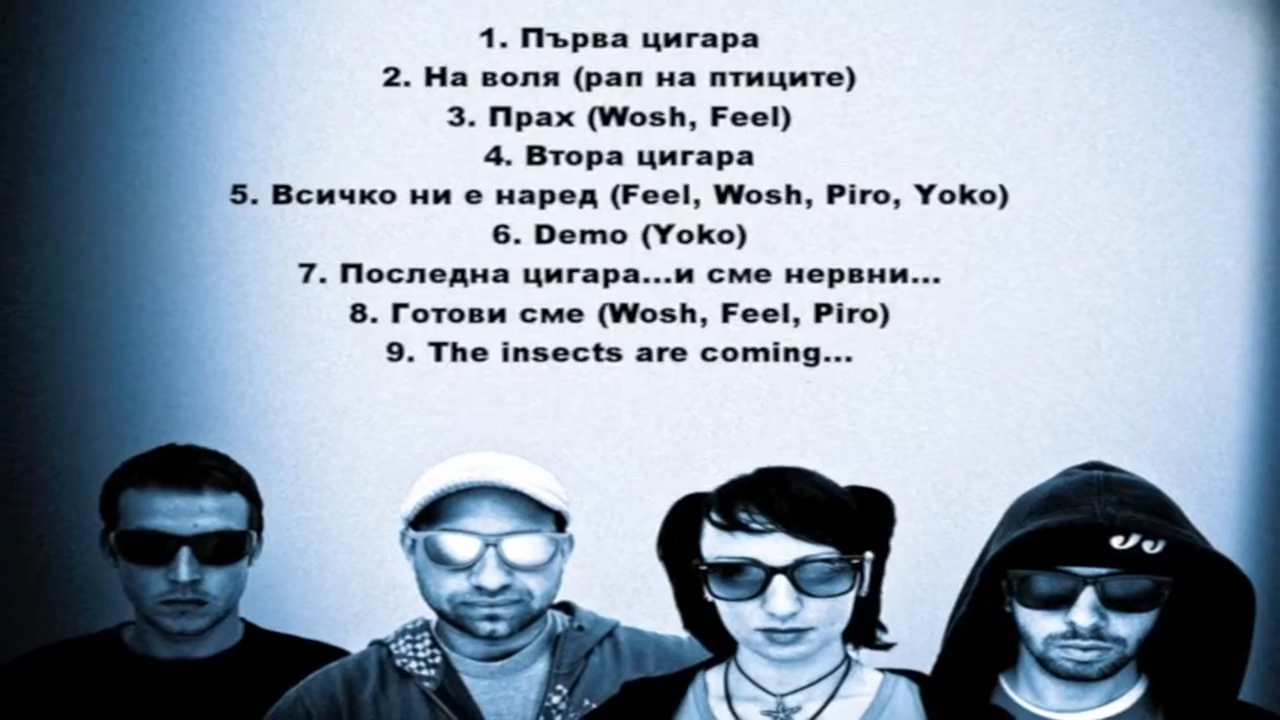 1. Първа цигара
2. На воля (рап на птиците)
3. Прах (Wosh, Feel)
4. Втора цигара
5. Всичко ни е наред (Feel, Wosh, Piro, Yoko)
6. Demo (Yoko)
7. Последна цигара...и сме нервни...
8. Готови сме (Wosh, Feel, Piro)
9. The insects are coming...